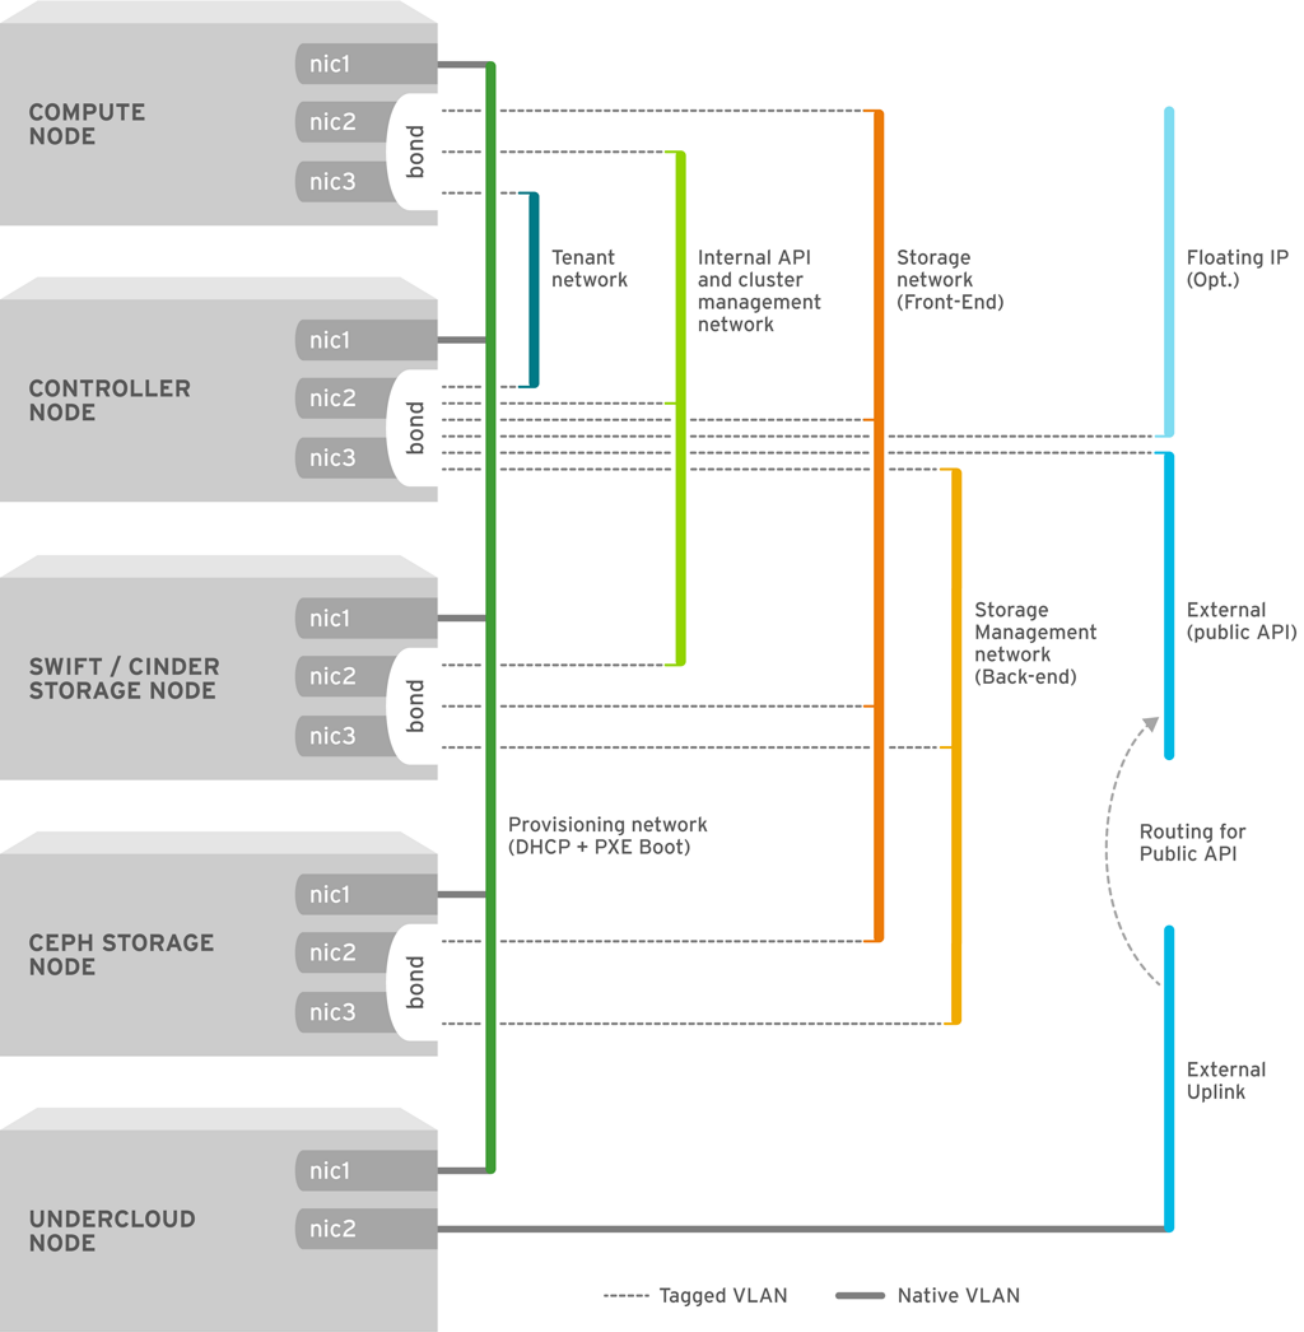 nic1
COMPUTE
NODE
nic2
nic3
bond
Tenant
network
Internal API
and cluster
management
network
Storage
network
(Front-End)
Floating IP
(Opt.)
nic1
CONTROLLER
NODE
nic2
nic3
bond
nic1
SWIFT / CINDER
STORAGE NODE
nic2
nic3
bond
Storage
Management
network
(Back-end)
External
(public API)
Provisioning network
(DHCP + PXE Boot)
Routing for
Public API
nic1
CEPH STORAGE
NODE
nic2
nic3
bond
External
Uplink
nic1
UNDERCLOUD
NODE
nic2
Tagged VLAN
Native VLAN